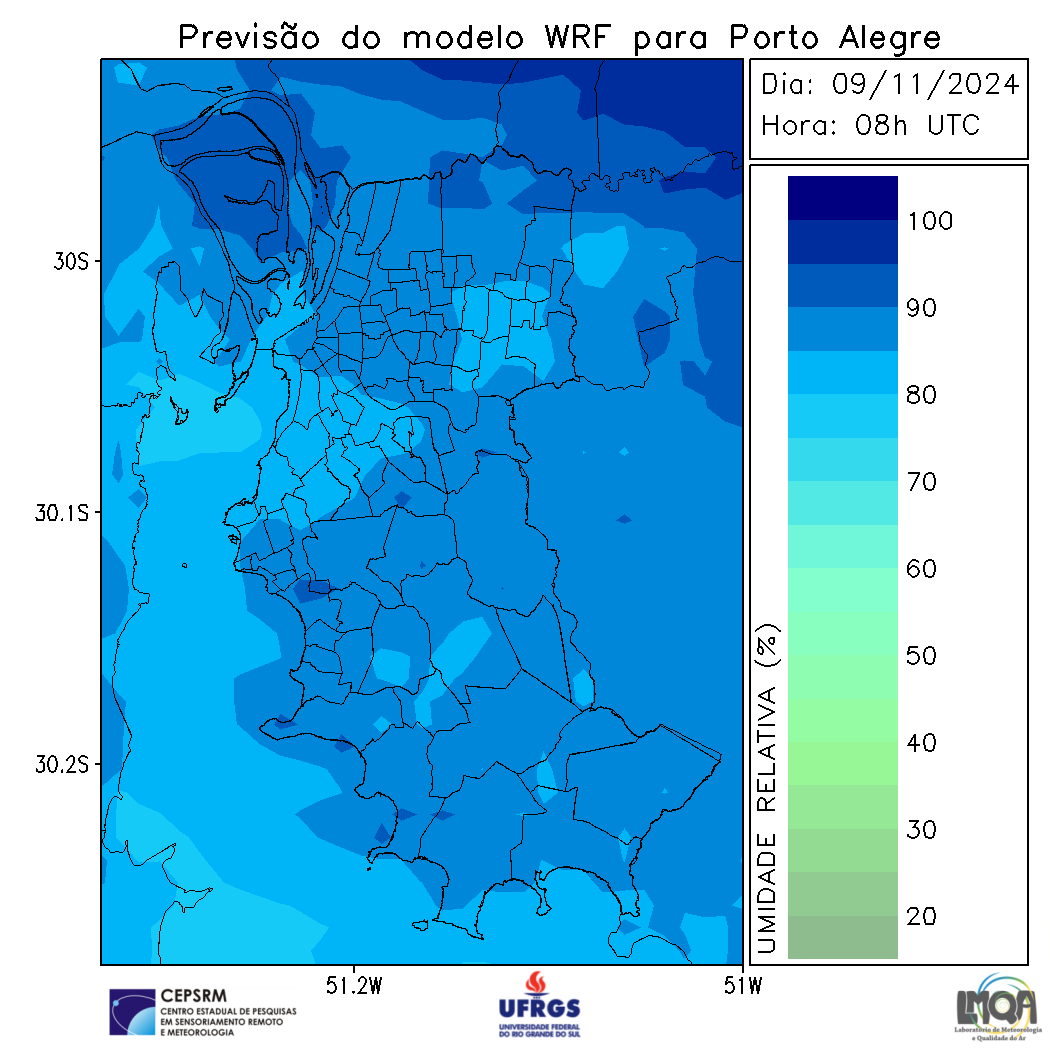 Previsão do modelo WRF para Porto Alegre
Dia: 09/11/2024
Hora: 08h UTC
30S
30.1S
30.2S
51.2W
51W
UMIDADE RELATIVA (%)
100
90
80
70
60
50
40
30
20
CEPSRM
CENTRO ESTADUAL DE PESQUISAS
EM SENSORIAMENTO REMOTO
E METEOROLOGIA
UFRGS
UNIVERSIDADE FEDERAL
DO RIO GRANDE DO SUL
LMQA
Laboratório de Meteorologia
e Qualidade do Ar